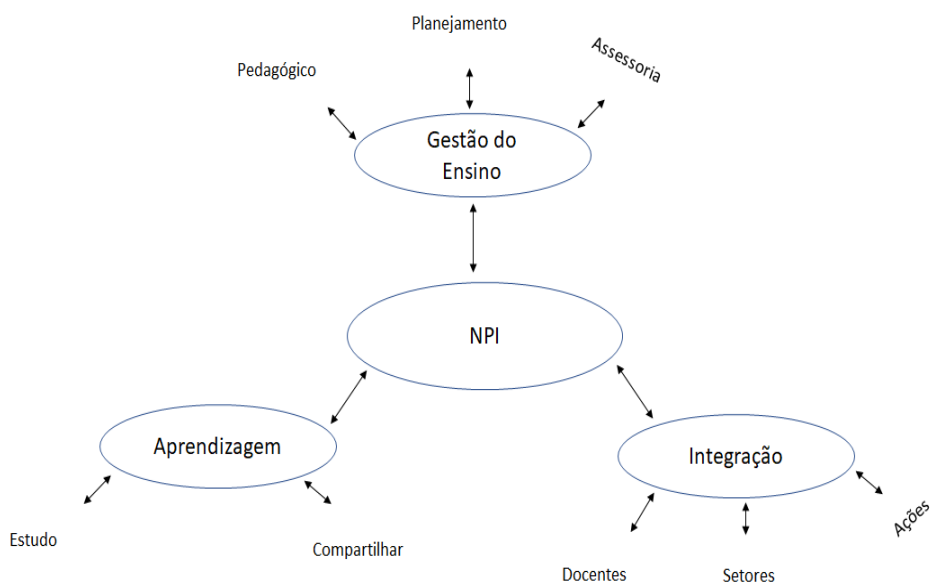 Planejamento
Assessoria
Pedagógico
Gestão do
Ensino
NPI
Aprendizagem
Integração
Estudo
Compartilhar
Ações
Docentes
Setores